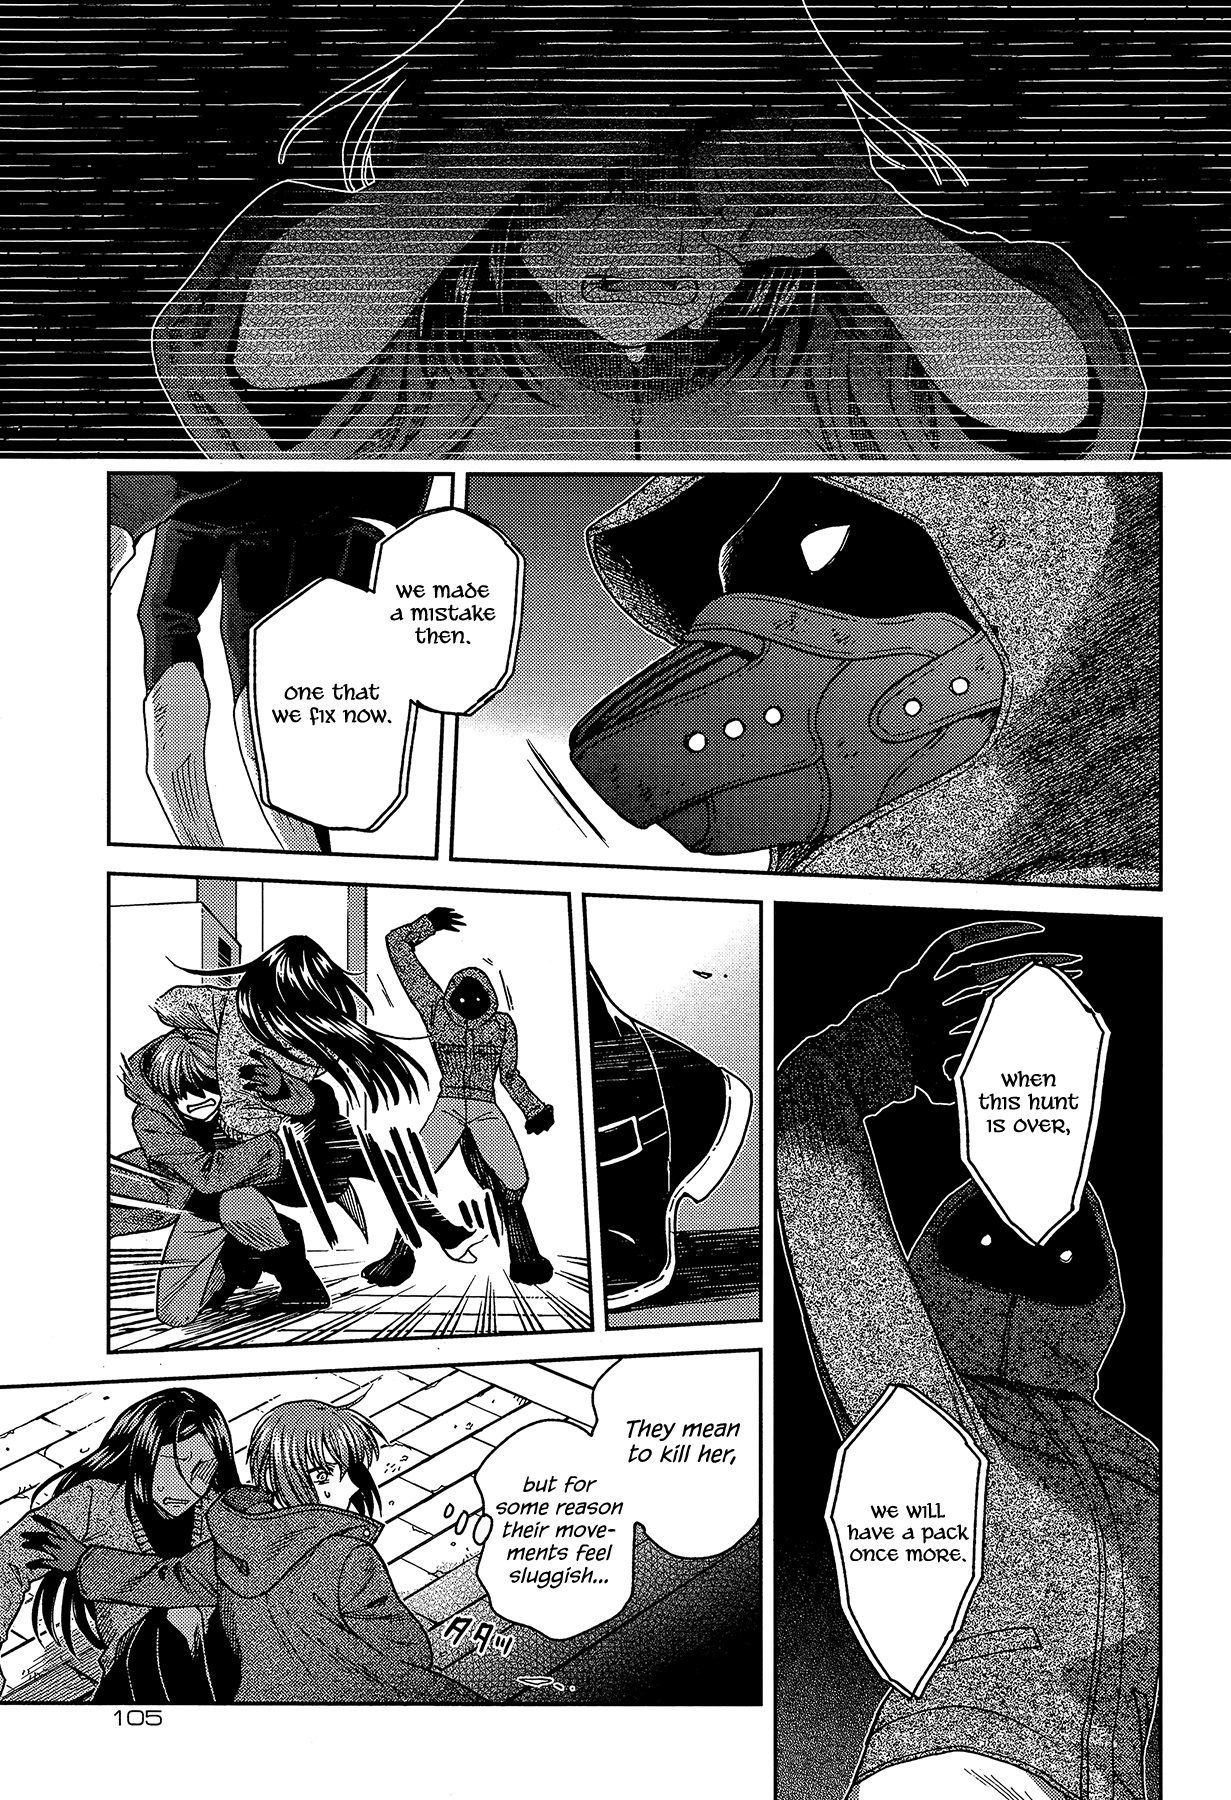 WE MADE
A MISTAKE
THEN.
ONE THAT
WE FIX NOW.
WHEN
THIS HUNT
IS OVER,
WE WILL
HAVE A PACK
ONCE MORE.
They mean
to kill her,
but for
some reason
their move-
ments feel
sluggish...
タタッ
105